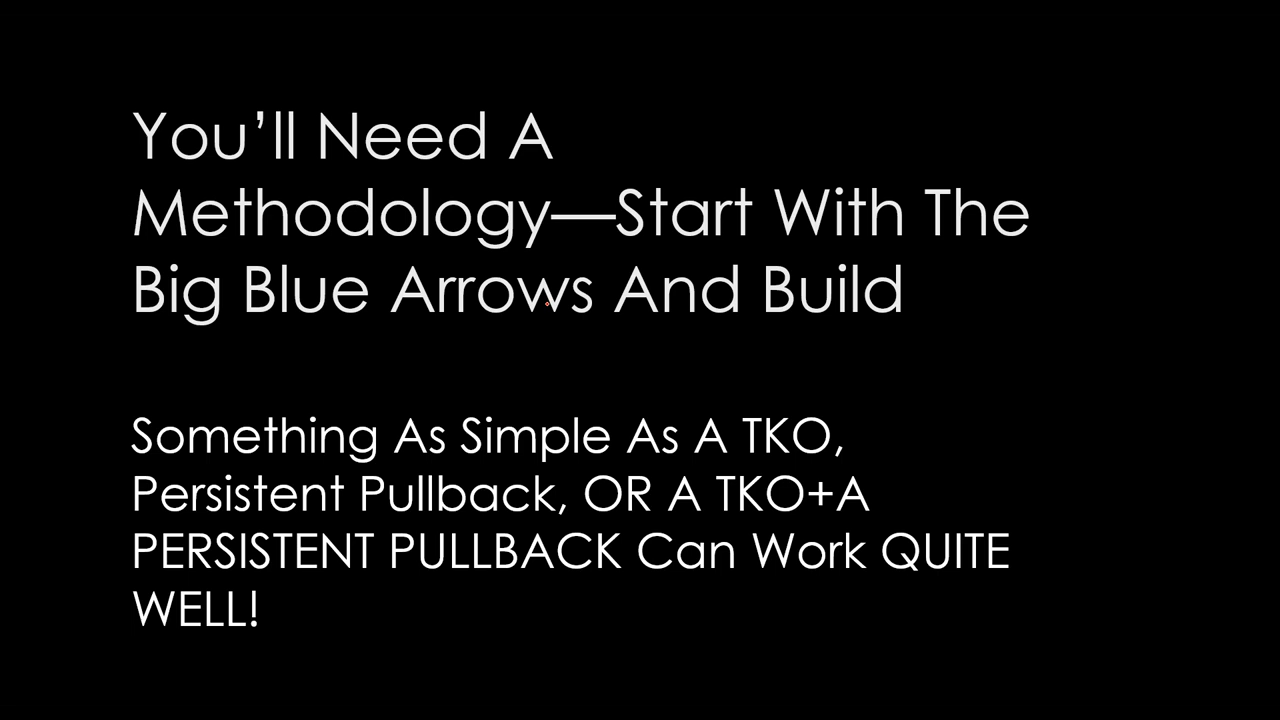 You’ll Need A
Methodology—Start With The
Big Blue Arrows And Build
Something As Simple As A TKO,
Persistent Pullback, OR A TKO+A
PERSISTENT PULLBACK Can Work QUITE
WELL!